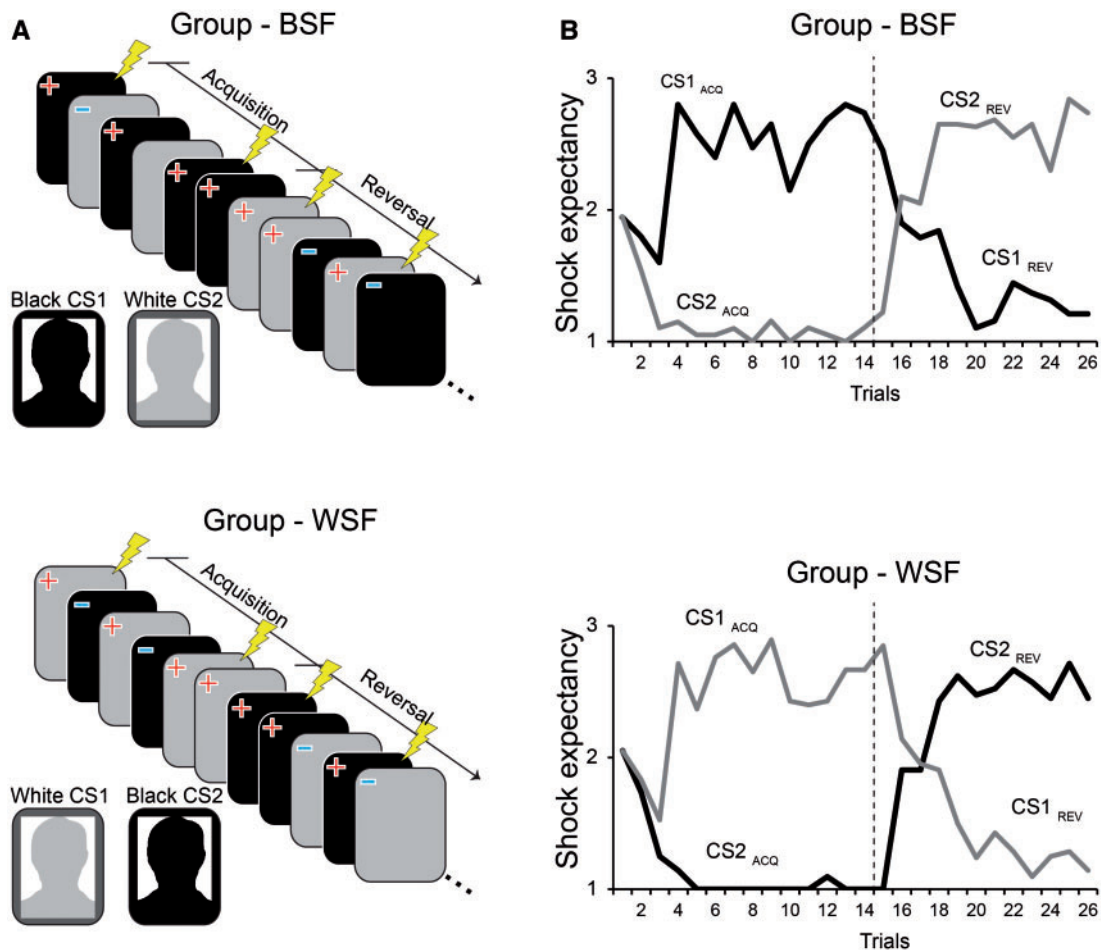 A
Group - BSF
Acquisition
Reversal
+
-
+
+
+
+
+
-
+
-
Black CS1 White CS2
Group - WSF
Acquisition
Reversal
+
-
+
-
+
+
+
+
-
+
-
White CS1 Black CS2
B
Group - BSF
Shock expectancy
3
2
1
CS1 ACQ
CS2 REV
CS2 ACQ
CS1 REV
2 4 6 8 10 12 14 16 18 20 22 24 26
Trials
Group - WSF
Shock expectancy
3
2
1
CS1 ACQ
CS2 REV
CS2 ACQ
CS1 REV
2 4 6 8 10 12 14 16 18 20 22 24 26
Trials